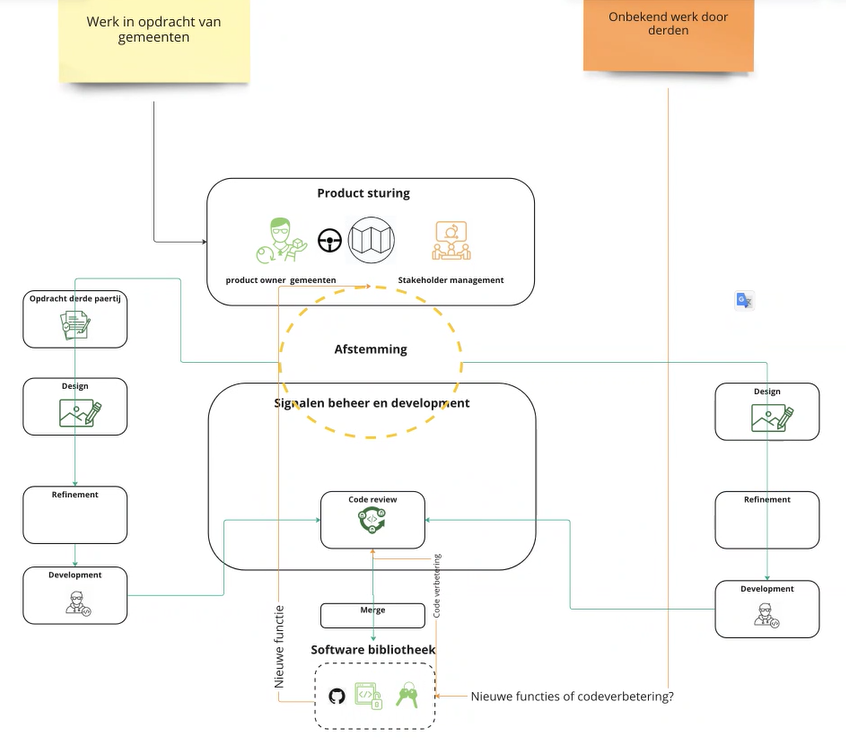 Werk in opdracht van
gemeenten
Onbekend werk door
derden
Product sturing
product owner gemeenten
Stakeholder management
Opdracht derde paertij
Afstemming
Design
Signalen beheer en development
Design
Refinement
Code review
Refinement
Development
Code verbetering
Development
Merge
Nieuwe functie
Software bibliotheek
Nieuwe functies of codeverbetering?